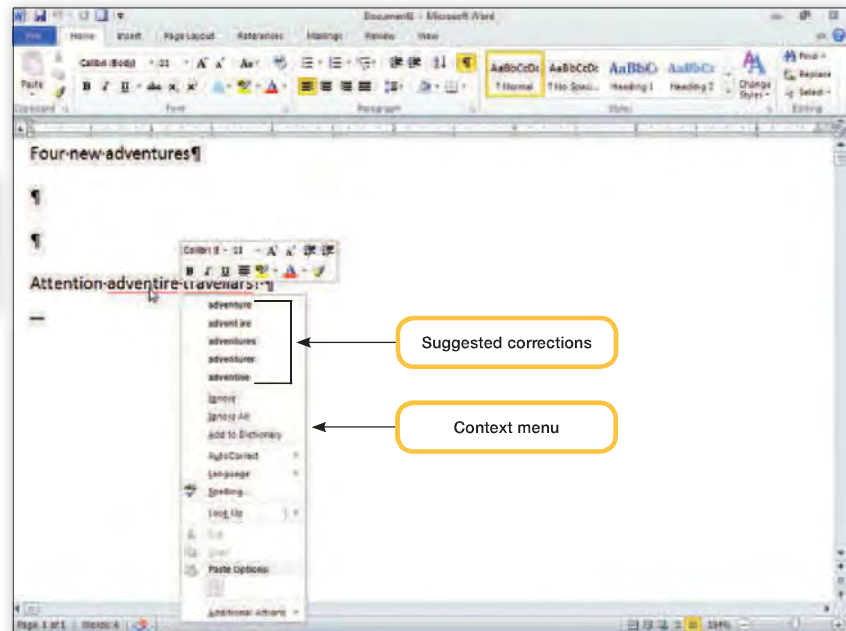 Document1 - Microsoft Word
File Home Insert Page Layout References Mailings Review View
Paste
Calibri (Body) 11
AaBbCcDc AaBbCcDc AaBbC AaBbCc
¶ Normal ¶ No Spaci... Heading 1 Heading 2
Change Styles
Find
Replace
Select
Clipboard Font Paragraph Styles Editing
Four·new·adventures¶
¶
¶
Calibri B 11
B I U
Attention·adventire·travellars!·¶
adventure
advent ire
adventures
adventurer
adventive
Suggested corrections
Ignore
Ignore All
Add to Dictionary
Context menu
AutoCorrect
Language
Spelling...
Look Up
Cut
Copy
Paste Options:
Additional Actions
Page: 1 of 1 Words: 6